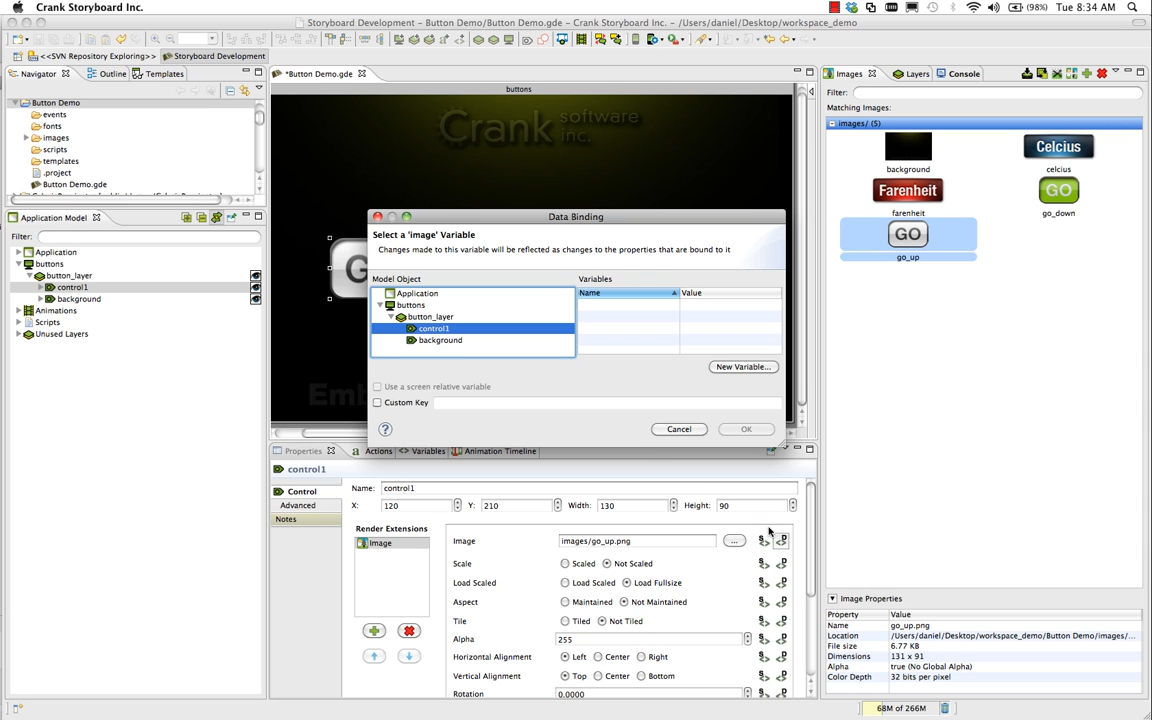 Crank Storyboard Inc.
(98%) Tue 8:34 AM
Storyboard Development - Button Demo/Button Demo.gde - Crank Storyboard Inc. - /Users/daniel/Desktop/workspace_demo
<<SVN Repository Exploring>> Storyboard Development
Navigator Outline Templates
Button Demo
events
fonts
images
scripts
templates
.project
Button Demo.gde
Application Model
Filter:
Application
buttons
button_layer
control1
background
Animations
Scripts
Unused Layers
*Button Demo.gde
buttons
Crank software inc.
Data Binding
Select a 'image' Variable
Changes made to this variable will be reflected as changes to the properties that are bound to it
Model Object
Application
buttons
button_layer
control1
background
Variables
Name Value
New Variable...
Use a screen relative variable
Custom Key
? Cancel OK
Properties Actions Variables Animation Timeline
control1
Control
Advanced
Notes
Name: control1
X: 120 Y: 210 Width: 130 Height: 90
Render Extensions
Image
Image images/go_up.png ...
Scale Scaled Not Scaled
Load Scaled Load Scaled Load Fullsize
Aspect Maintained Not Maintained
Tile Tiled Not Tiled
Alpha 255
Horizontal Alignment Left Center Right
Vertical Alignment Top Center Bottom
Rotation 0.0000
Images Layers Console
Filter:
Matching Images:
images/ (5)
background
Celcius
celcius
Farenheit
farenheit
GO
go_down
GO
go_up
Image Properties
Property Value
Name go_up.png
Location /Users/daniel/Desktop/workspace_demo/Button Demo/images/...
File size 6.77 KB
Dimensions 131 x 91
Alpha true (No Global Alpha)
Color Depth 32 bits per pixel
68M of 266M